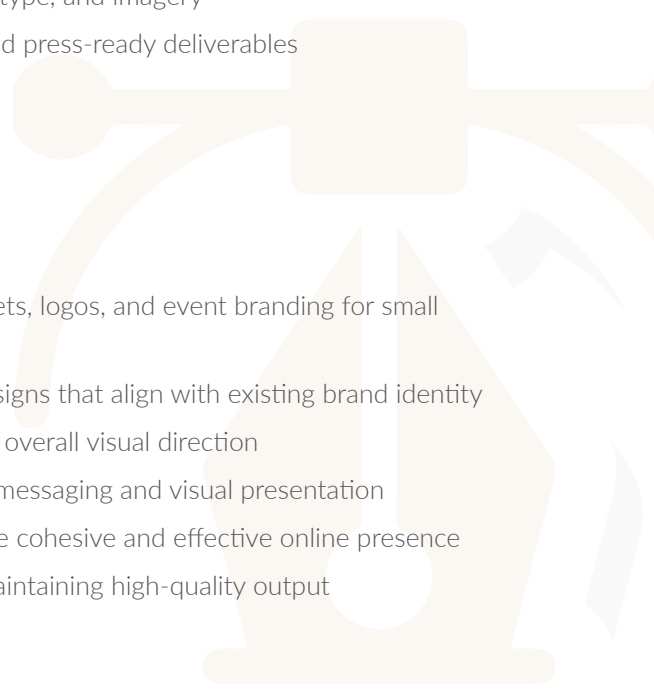 type, and imagery
d press-ready deliverables
ets, logos, and event branding for small
signs that align with existing brand identity
overall visual direction
messaging and visual presentation
e cohesive and effective online presence
aintaining high-quality output